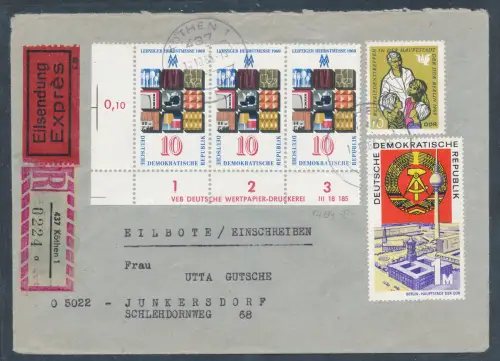 KÖTHEN 1
437
Eilsendung
Exprès
0,10
LEIPZIGER HERBSTMESSE 1969
LEIPZIGER HERBSTMESSE 1969
LEIPZIGER HERBSTMESSE 1969
10
10
10
DEUTSCHE
DEMOKRATISCHE
REPUBLIK
DEUTSCHE
DEMOKRATISCHE
REPUBLIK
DEUTSCHE
DEMOKRATISCHE
REPUBLIK
1 2 3
VEB DEUTSCHE WERTPAPIER-DRUCKEREI III 18 185
DDR
DEUTSCHE DEMOKRATISCHE REPUBLIK
1M
BERLIN - HAUPTSTADT DER DDR
R
437 Köthen 1
0224 a
EILBOTE/EINSCHREIBEN
Frau
UTTA GUTSCHE
O 5022 - JUNKERSDORF
SCHLEHDORNWEG 68